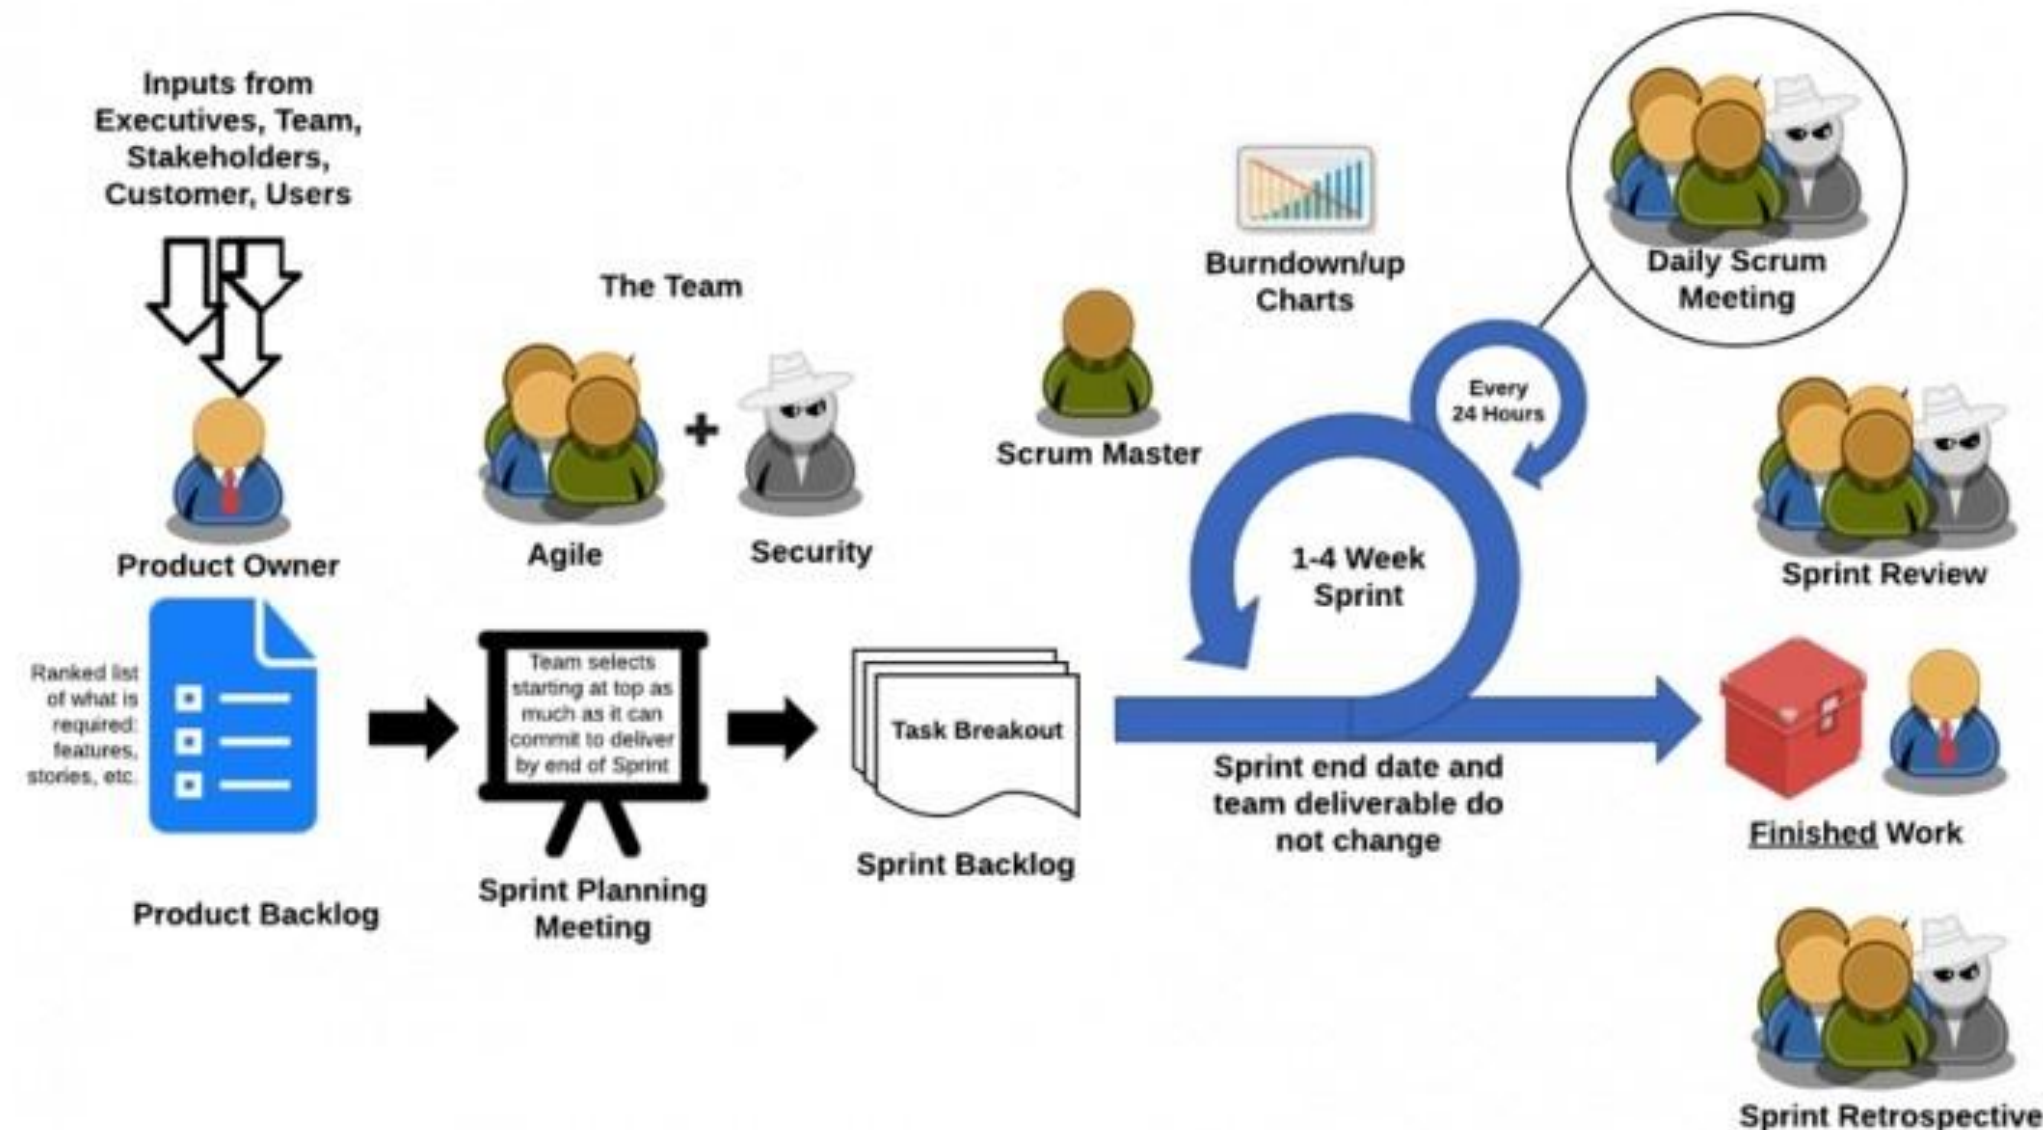 Inputs from
Executives, Team,
Stakeholders,
Customer, Users
Product Owner
Ranked list
of what is
required:
features,
stories, etc.
Product Backlog
The Team
Agile
+
Security
Team selects
starting at top as
much as it can
commit to deliver
by end of Sprint
Sprint Planning
Meeting
Task Breakout
Sprint Backlog
Scrum Master
Burndown/up
Charts
1-4 Week
Sprint
Every
24 Hours
Daily Scrum
Meeting
Sprint end date and
team deliverable do
not change
Sprint Review
Finished Work
Sprint Retrospective